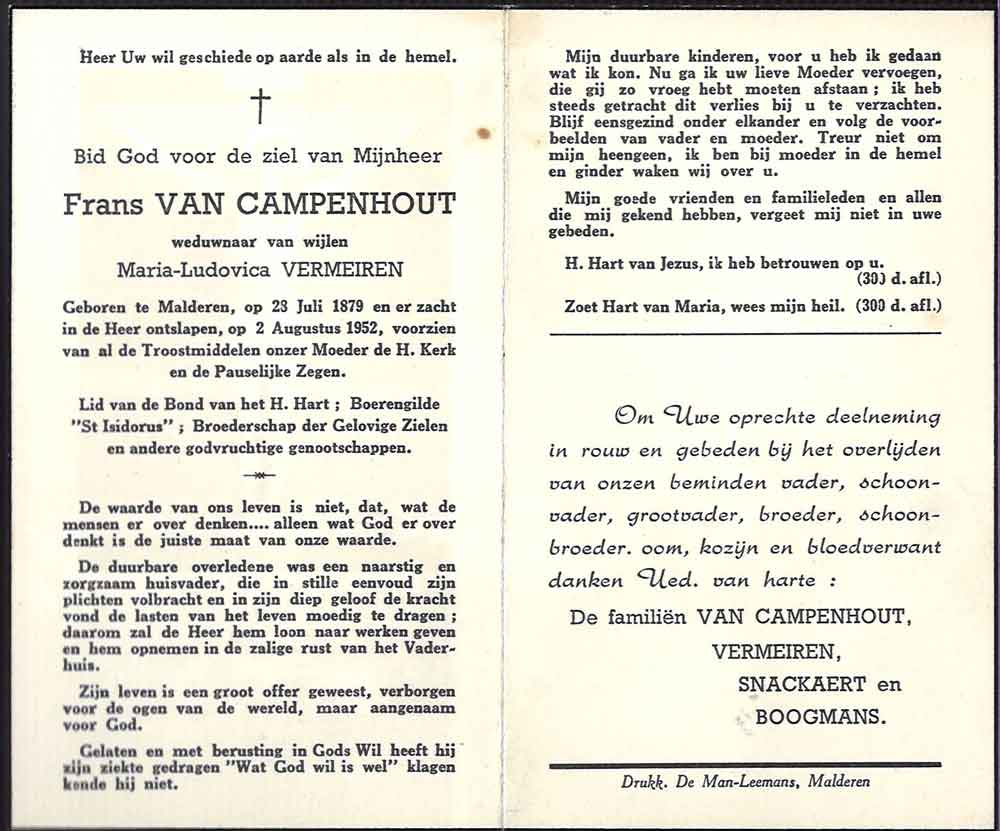 Heer Uw wil geschiede op aarde als in de hemel.
†
Bid God voor de ziel van Mijnheer
Frans VAN CAMPENHOUT
weduwnaar van wijlen
Maria-Ludovica VERMEIREN
Geboren te Malderen, op 23 Juli 1879 en er zacht
in de Heer ontslapen, op 2 Augustus 1952, voorzien
van al de Troostmiddelen onzer Moeder de H. Kerk
en de Pauselijke Zegen.
Lid van de Bond van het H. Hart ; Boerengilde
"St Isidorus" ; Broederschap der Gelovige Zielen
en andere godvruchtige genootschappen.
De waarde van ons leven is niet, dat, wat de
mensen er over denken.... alleen wat God er over
denkt is de juiste maat van onze waarde.
De duurbare overledene was een naarstig en
zorgzaam huisvader, die in stille eenvoud zijn
plichten volbracht en in zijn diep geloof de kracht
vond de lasten van het leven moedig te dragen ;
daarom zal de Heer hem loon naar werken geven
en hem opnemen in de zalige rust van het Vader-
huis.
Zijn leven is een groot offer geweest, verborgen
voor de ogen van de wereld, maar aangenaam
voor God.
Gelaten en met berusting in Gods Wil heeft hij
zijn ziekte gedragen "Wat God wil is wel" klagen
kende hij niet.
Mijn duurbare kinderen, voor u heb ik gedaan
wat ik kon. Nu ga ik uw lieve Moeder vervoegen,
die gij zo vroeg hebt moeten afstaan ; ik heb
steeds getracht dit verlies bij u te verzachten.
Blijf eensgezind onder elkander en volg de voor-
beelden van vader en moeder. Treur niet om
mijn heengeen, ik ben bij moeder in de hemel
en ginder waken wij over u.
Mijn goede vrienden en familieleden en allen
die mij gekend hebben, vergeet mij niet in uwe
gebeden.
H. Hart van Jezus, ik heb betrouwen op u.
(300 d. afl.)
Zoet Hart van Maria, wees mijn heil. (300 d. afl.)
Om Uwe oprechte deelneming
in rouw en gebeden bij het overlijden
van onzen beminden vader, schoon-
vader, grootvader, broeder, schoon-
broeder. oom, kozijn en bloedverwant
danken Ued. van harte :
De familiën VAN CAMPENHOUT,
VERMEIREN,
SNACKAERT en
BOOGMANS.
Drukk. De Man-Leemans, Malderen